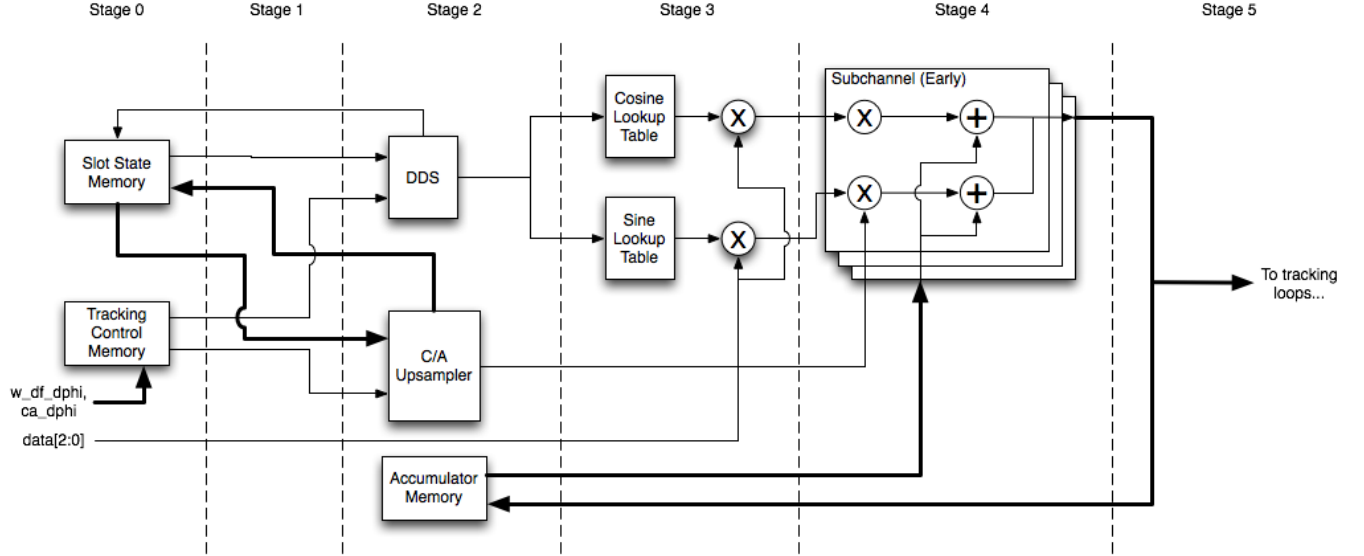 Stage 0
Stage 1
Stage 2
Stage 3
Stage 4
Stage 5
Slot State
Memory
Tracking
Control
Memory
w_df_dphi,
ca_dphi
data[2:0]
DDS
C/A
Upsampler
Accumulator
Memory
Cosine
Lookup
Table
X
Sine
Lookup
Table
X
Subchannel (Early)
X
+
X
+
To tracking
loops...